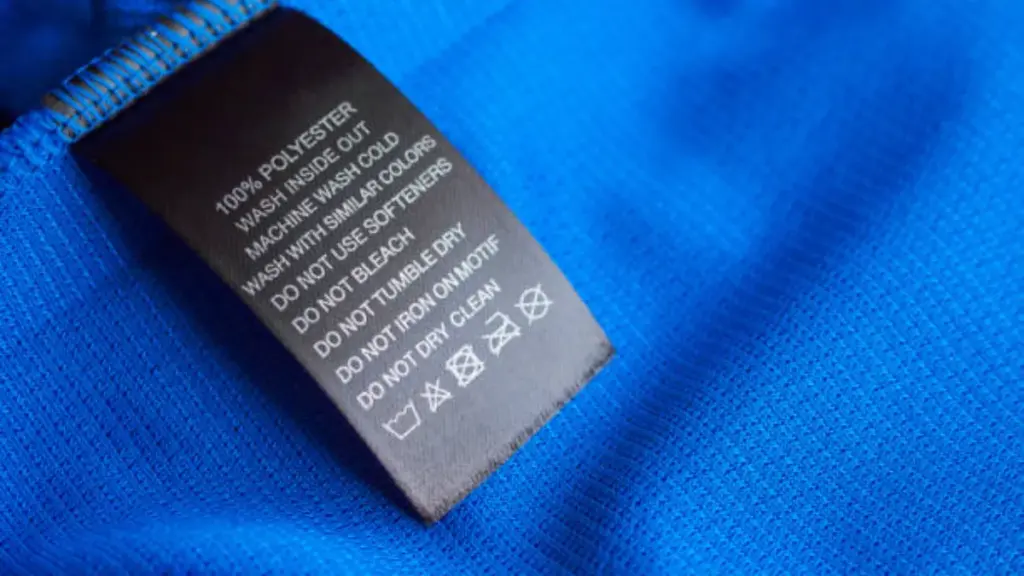 100% POLYESTER
WASH INSIDE OUT
MACHINE WASH COLD
WASH WITH SIMILAR COLORS
DO NOT USE SOFTENERS
DO NOT BLEACH
DO NOT TUMBLE DRY
DO NOT IRON ON MOTIF
DO NOT DRY CLEAN